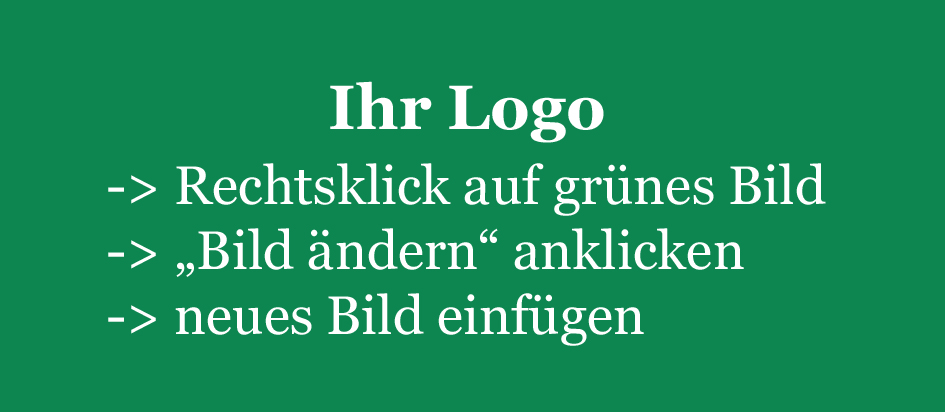 Ihr Logo
-> Rechtsklick auf grünes Bild
-> „Bild ändern“ anklicken
-> neues Bild einfügen